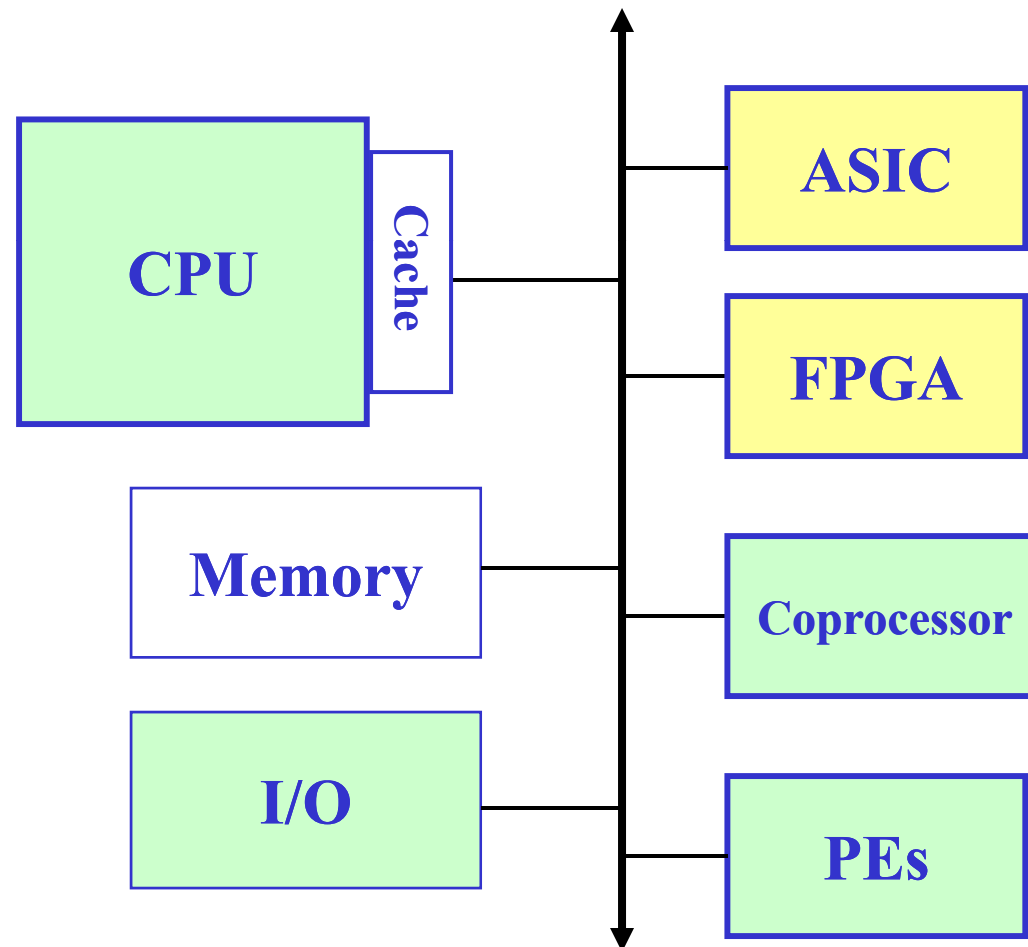 CPU
Cache
Memory
I/O
ASIC
FPGA
Coprocessor
PEs